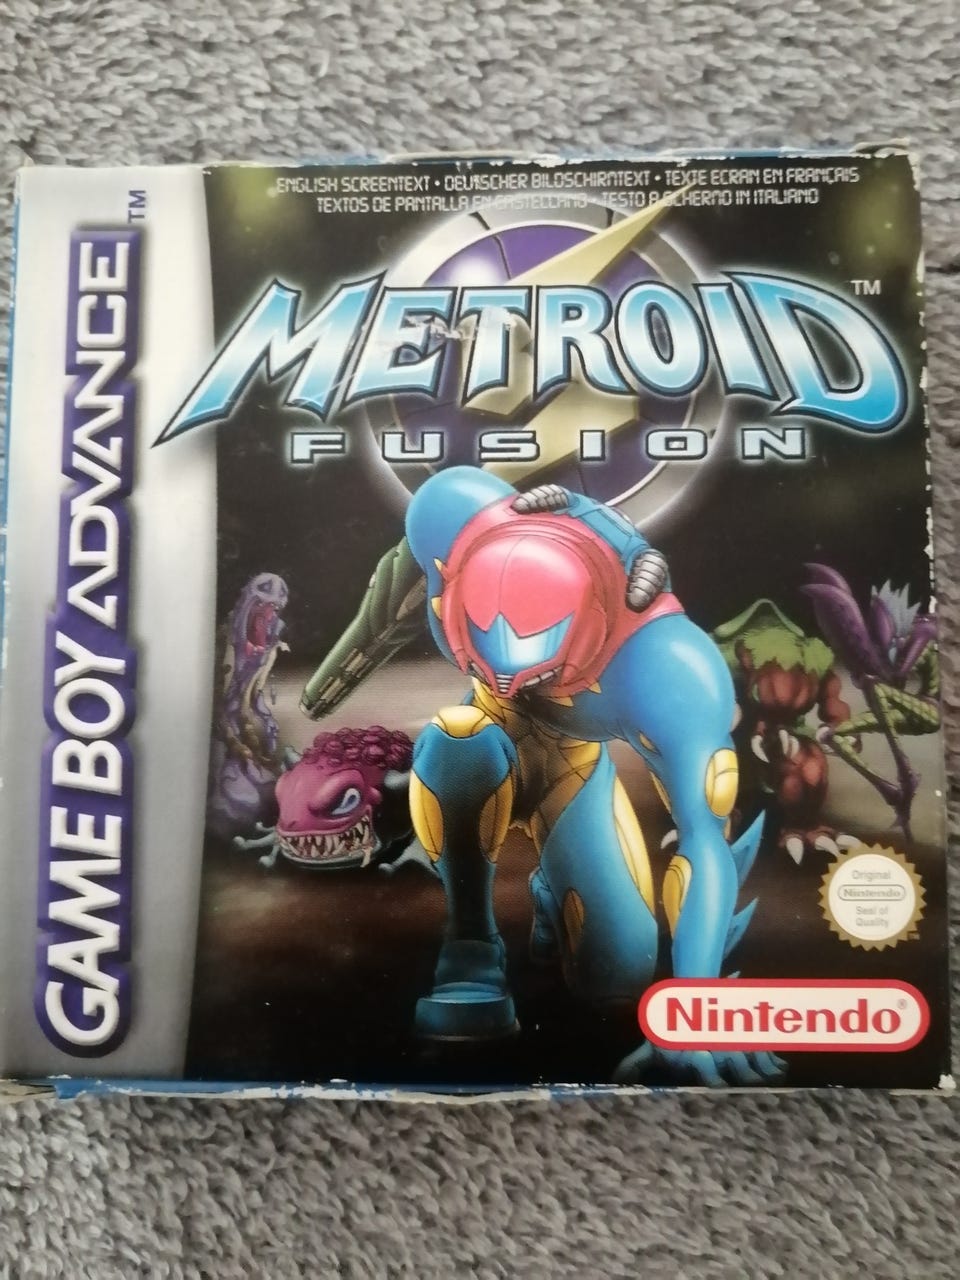 ENGLISH SCREENTEXT • DEUTSCHER BILDSCHIRMTEXT • TEXTE ECRAN EN FRANÇAIS
TEXTOS DE PANTALLA EN CASTELLANO • TESTO A SCHERMO IN ITALIANO
METROID™
FUSION
GAME BOY ADVANCE™
Original
Nintendo
Seal of
Quality
™
Nintendo®